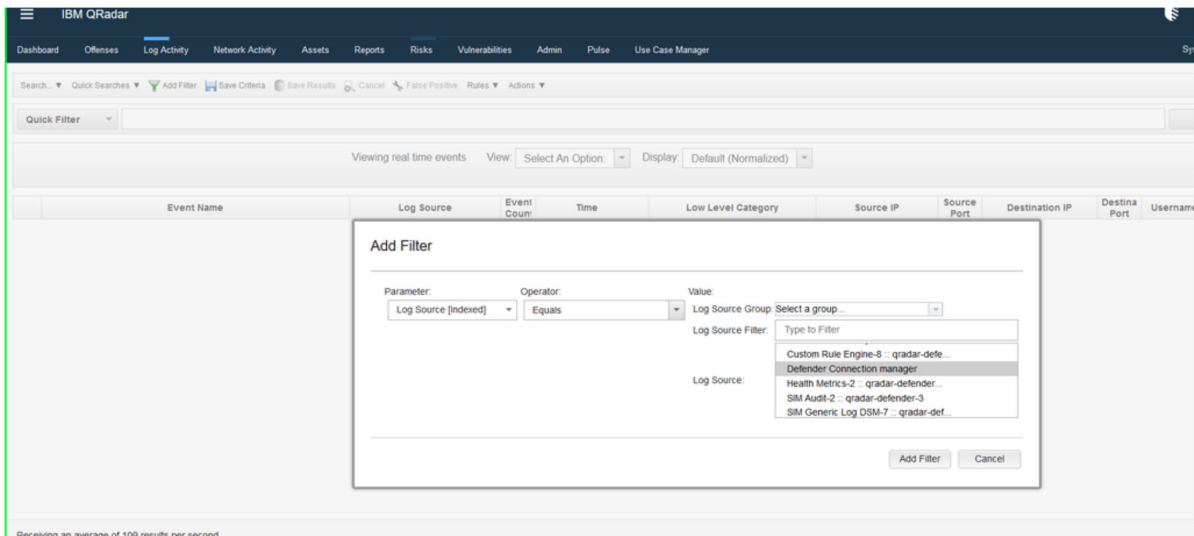 IBM QRadar
Dashboard Offenses Log Activity Network Activity Assets Reports Risks Vulnerabilities Admin Pulse Use Case Manager Sy
Search... Quick Searches Add Filter Save Criteria Save Results Cancel False Positive Rules Actions
Quick Filter
Viewing real time events View: Select An Option: Display: Default (Normalized)
Event Name Log Source Event Count Time Low Level Category Source IP Source Port Destination IP Destina Port Username
Add Filter
Parameter: Operator: Value:
Log Source [Indexed] Equals Log Source Group: Select a group...
Log Source Filter: Type to Filter
Custom Rule Engine-8 :: qradar-defe...
Defender Connection manager
Log Source: Health Metrics-2 :: qradar-defender...
SIM Audit-2 :: qradar-defender-3
SIM Generic Log DSM-7 :: qradar-def...
Add Filter Cancel
Receiving an average of 109 results per second.